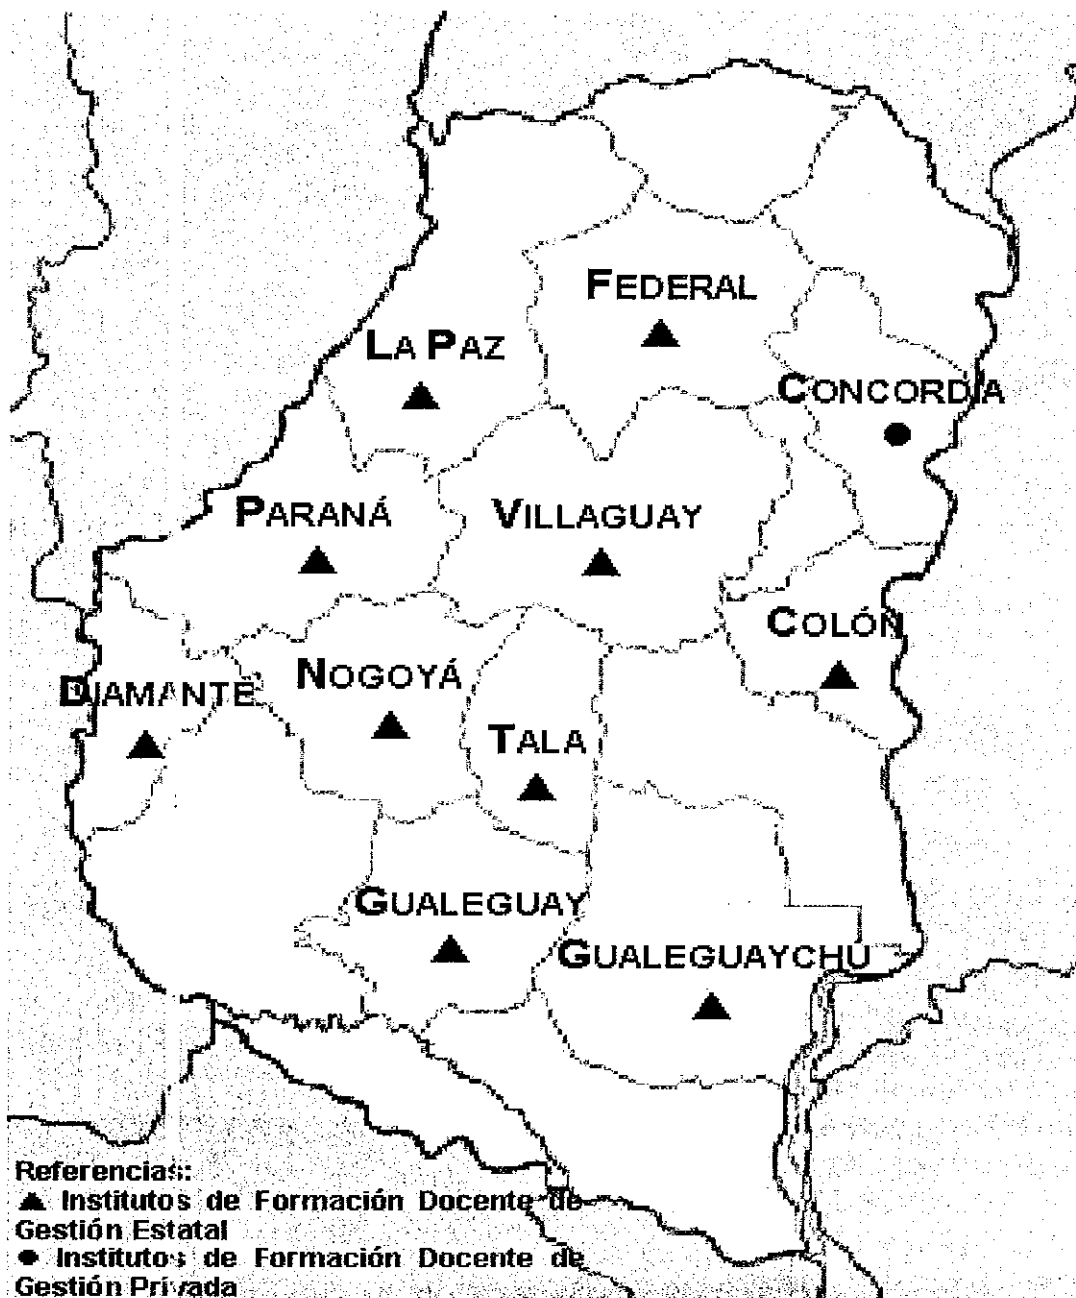 FEDERAL
LA PAZ
CONCORDIA
PARANÁ
VILLAGUAY
COLÓN
NOGOYÁ
DIAMANTE
TALA
GUALEGUAY
GUALEGUAYCHÚ
Referencias:
▲ Institutos de Formación Docente de
Gestión Estatal
● Institutos de Formación Docente de
Gestión Privada